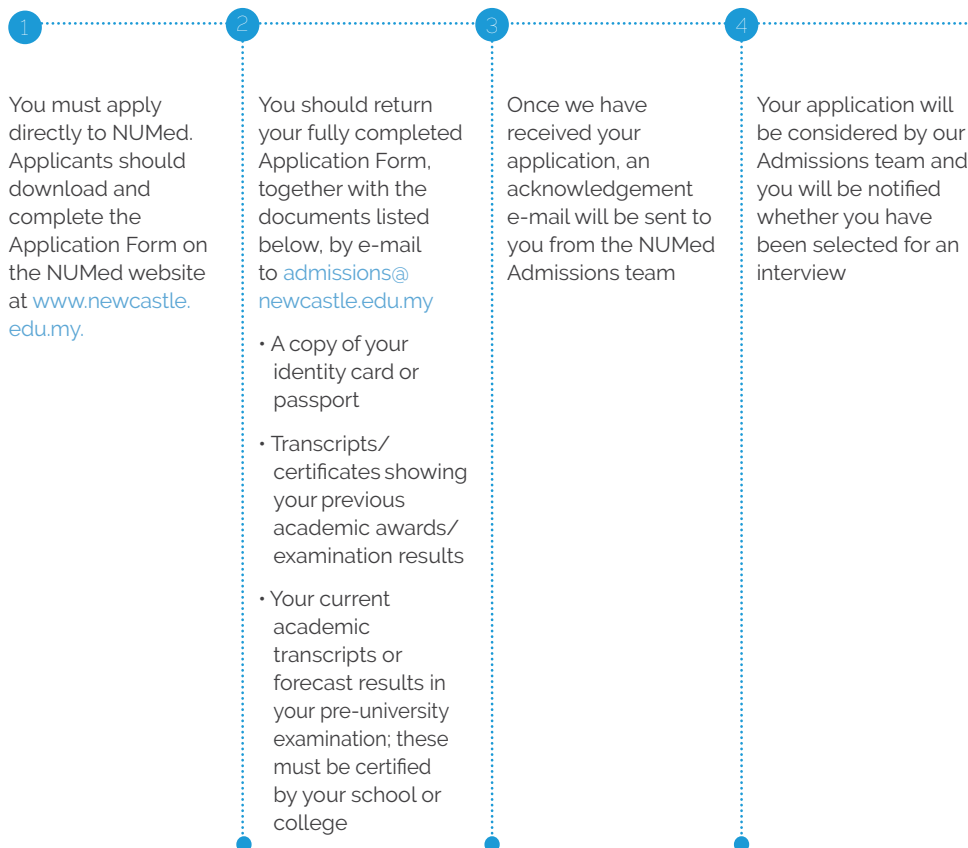 1
You must apply
directly to NUMed.
Applicants should
download and
complete the
Application Form on
the NUMed website
at www.newcastle.
edu.my.
2
You should return
your fully completed
Application Form,
together with the
documents listed
below, by e-mail
to admissions@
newcastle.edu.my
• A copy of your
identity card or
passport
• Transcripts/
certificates showing
your previous
academic awards/
examination results
• Your current
academic
transcripts or
forecast results in
your pre-university
examination; these
must be certified
by your school or
college
3
Once we have
received your
application, an
acknowledgement
e-mail will be sent to
you from the NUMed
Admissions team
4
Your application will
be considered by our
Admissions team and
you will be notified
whether you have
been selected for an
interview